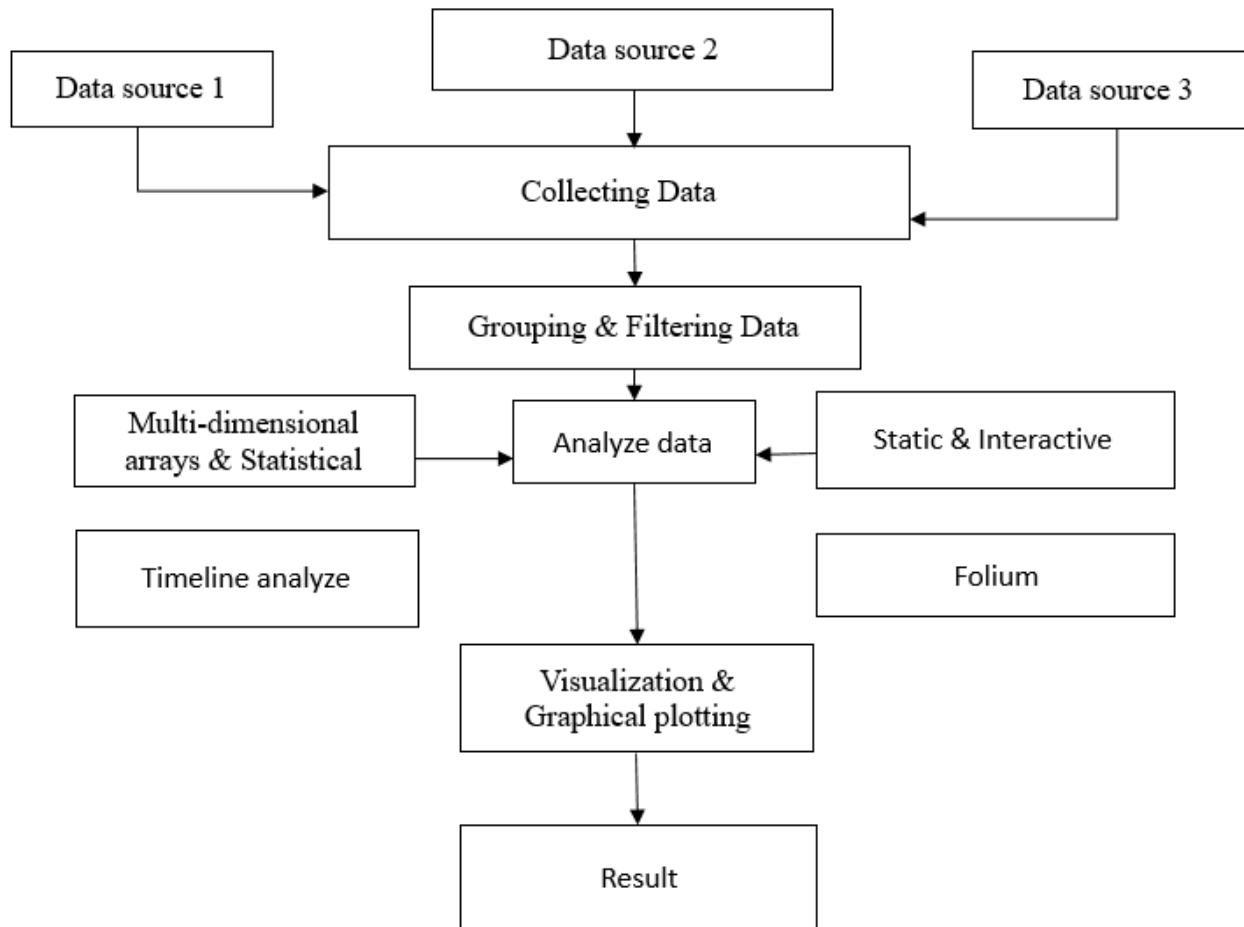 Data source 1
Data source 2
Data source 3
Collecting Data
Grouping & Filtering Data
Multi-dimensional
arrays & Statistical
Analyze data
Static & Interactive
Timeline analyze
Folium
Visualization &
Graphical plotting
Result